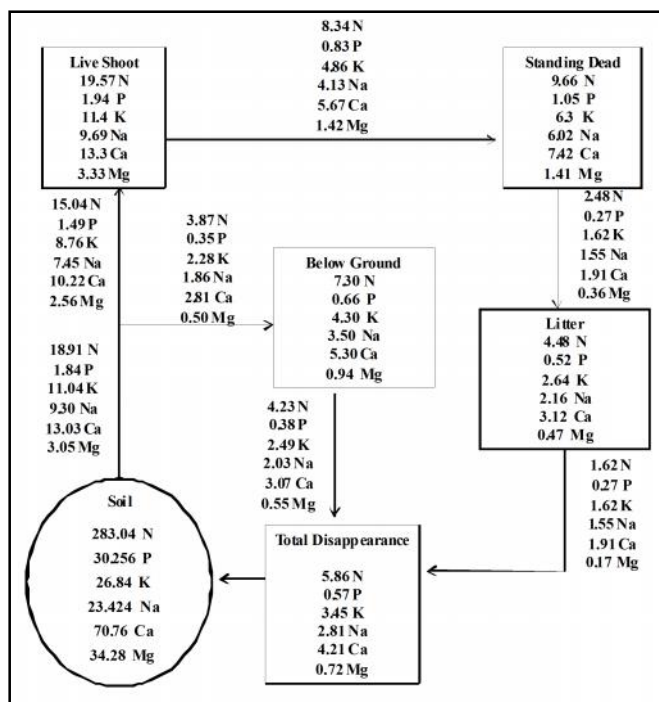 8.34 N
0.83 P
4.86 K
4.13 Na
5.67 Ca
1.42 Mg
Live Shoot
19.57 N
1.94 P
11.4 K
9.69 Na
13.3 Ca
3.33 Mg
Standing Dead
9.66 N
1.05 P
6.3 K
6.02 Na
7.42 Ca
1.41 Mg
15.04 N
1.49 P
8.76 K
7.45 Na
10.22 Ca
2.56 Mg
3.87 N
0.35 P
2.28 K
1.86 Na
2.81 Ca
0.50 Mg
Below Ground
7.30 N
0.66 P
4.30 K
3.50 Na
5.30 Ca
0.94 Mg
2.48 N
0.27 P
1.62 K
1.55 Na
1.91 Ca
0.36 Mg
Litter
4.48 N
0.52 P
2.64 K
2.16 Na
3.12 Ca
0.47 Mg
18.91 N
1.84 P
11.04 K
9.30 Na
13.03 Ca
3.05 Mg
4.23 N
0.38 P
2.49 K
2.03 Na
3.07 Ca
0.55 Mg
1.62 N
0.27 P
1.62 K
1.55 Na
1.91 Ca
0.17 Mg
Soil
283.04 N
30.256 P
26.84 K
23.424 Na
70.76 Ca
34.28 Mg
Total Disappearance
5.86 N
0.57 P
3.45 K
2.81 Na
4.21 Ca
0.72 Mg